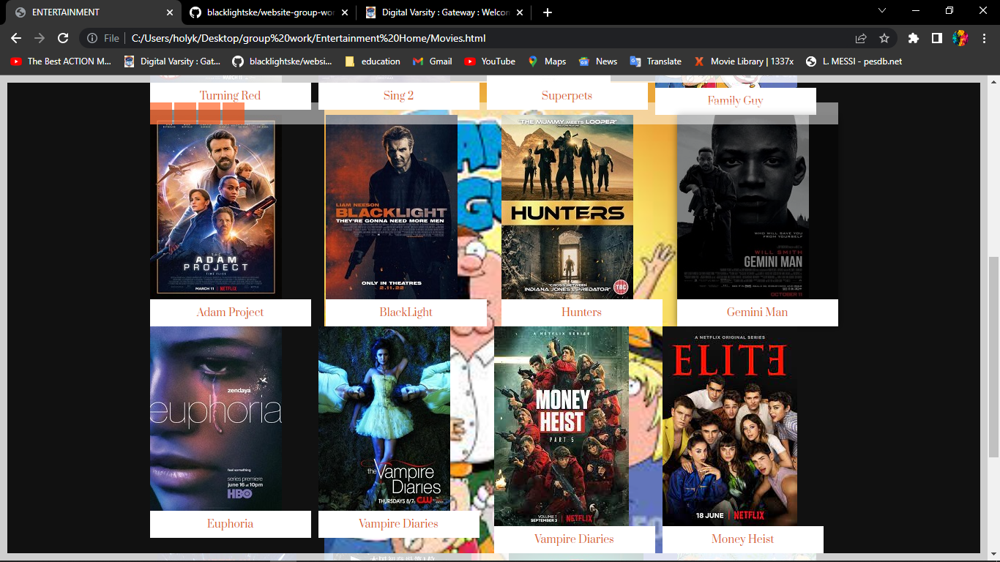 ENTERTAINMENT
blacklightske/website-group-wor
Digital Varsity : Gateway : Welcom
File
C:/Users/holyk/Desktop/group%20work/Entertainment%20Home/Movies.html
The Best ACTION M...
Digital Varsity : Gat...
blacklightske/websi...
education
Gmail
YouTube
Maps
News
Translate
Movie Library | 1337x
L. MESSI - pesdb.net
Turning Red
Sing 2
Superpets
Family Guy
THE
ADAM
PROJECT
MARCH 11 | NETFLIX
Adam Project
LIAM NEESON
BLACKLIGHT
THEY'RE GONNA NEED MORE MEN
ONLY IN THEATRES
2.11.22
BlackLight
"THE MUMMY MEETS LOOPER"
HUNTERS
"CROSS BETWEEN
INDIANA JONES & PREDATOR"
TBC
Hunters
WHO WILL SAVE YOU
FROM YOURSELF
WILL SMITH
GEMINI MAN
OCTOBER 11
Gemini Man
zendaya
euphoria
feel something
series premiere
june 16 at 10pm
HBO
Euphoria
the Vampire
Diaries
THURSDAYS 8/7c CW
Vampire Diaries
A NETFLIX SERIES
MONEY
HEIST
PART 5
VOLUME 1
SEPTEMBER 3 | NETFLIX
Vampire Diaries
A NETFLIX ORIGINAL SERIES
ELITE
18 JUNE | NETFLIX
Money Heist